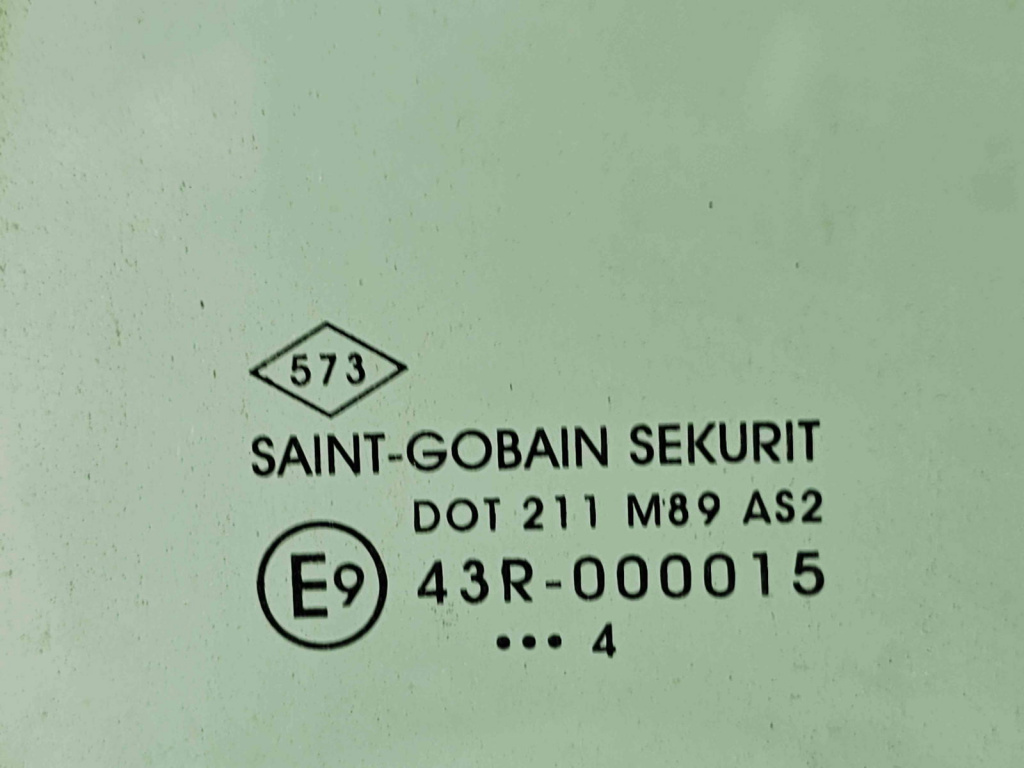 573
SAINT-GOBAIN SEKURIT
DOT 211 M89 AS2
E9 43R-000015
••• 4